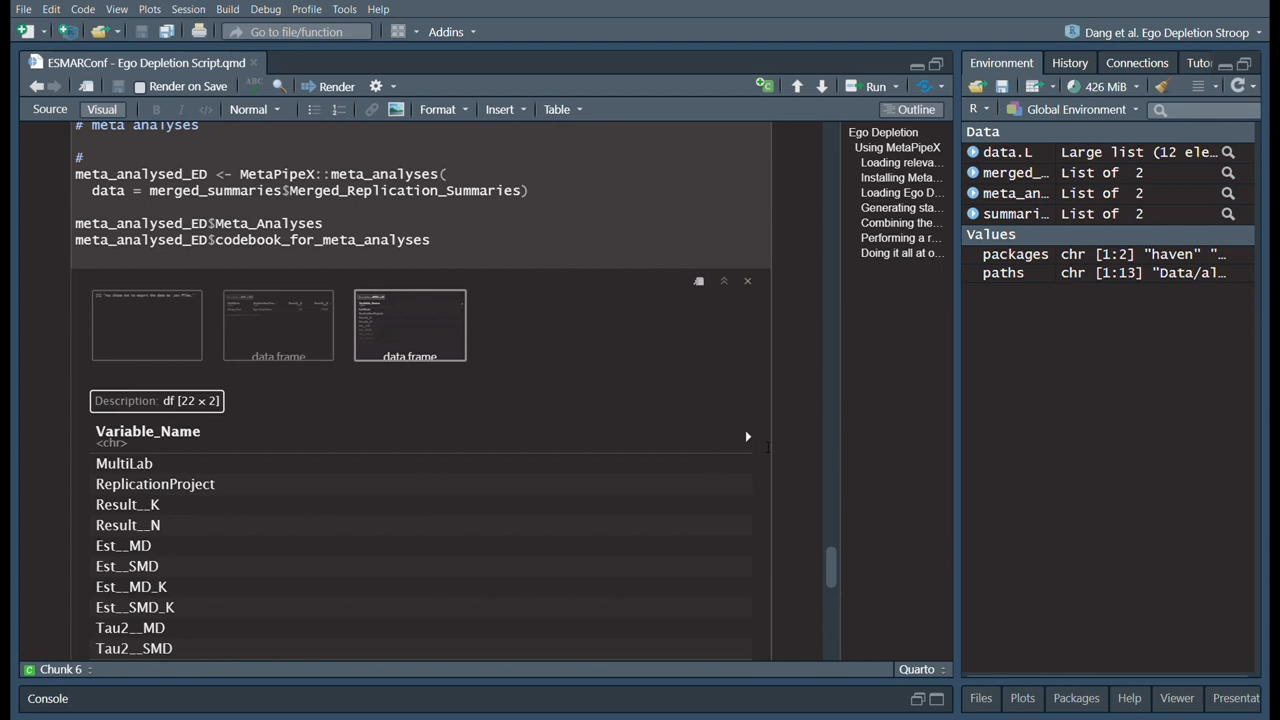 File Edit Code View Plots Session Build Debug Profile Tools Help
Go to file/function Addins Dang et al. Ego Depletion Stroop
ESMARConf - Ego Depletion Script.qmd
Render on Save ABC Render Run
Source Visual B I Normal Format Insert Table Outline
# meta analyses
#
meta_analysed_ED <- MetaPipeX::meta_analyses(
data = merged_summaries$Merged_Replication_Summaries)
meta_analysed_ED$Meta_Analyses
meta_analysed_ED$codebook_for_meta_analyses
data frame
data frame
Description: df [22 × 2]
Variable_Name
<chr>
MultiLab
ReplicationProject
Result__K
Result__N
Est__MD
Est__SMD
Est__MD_K
Est__SMD_K
Tau2__MD
Tau2__SMD
Chunk 6 Quarto
Console
Ego Depletion
Using MetaPipeX
Loading releva...
Installing Meta...
Loading Ego D...
Generating sta...
Combining the...
Performing a r...
Doing it all at o...
Environment History Connections Tutor
426 MiB
R Global Environment
Data
data.L Large list (12 ele...
merged_... List of 2
meta_an... List of 2
summari... List of 2
Values
packages chr [1:2] "haven" "...
paths chr [1:13] "Data/al...
Files Plots Packages Help Viewer Presentat